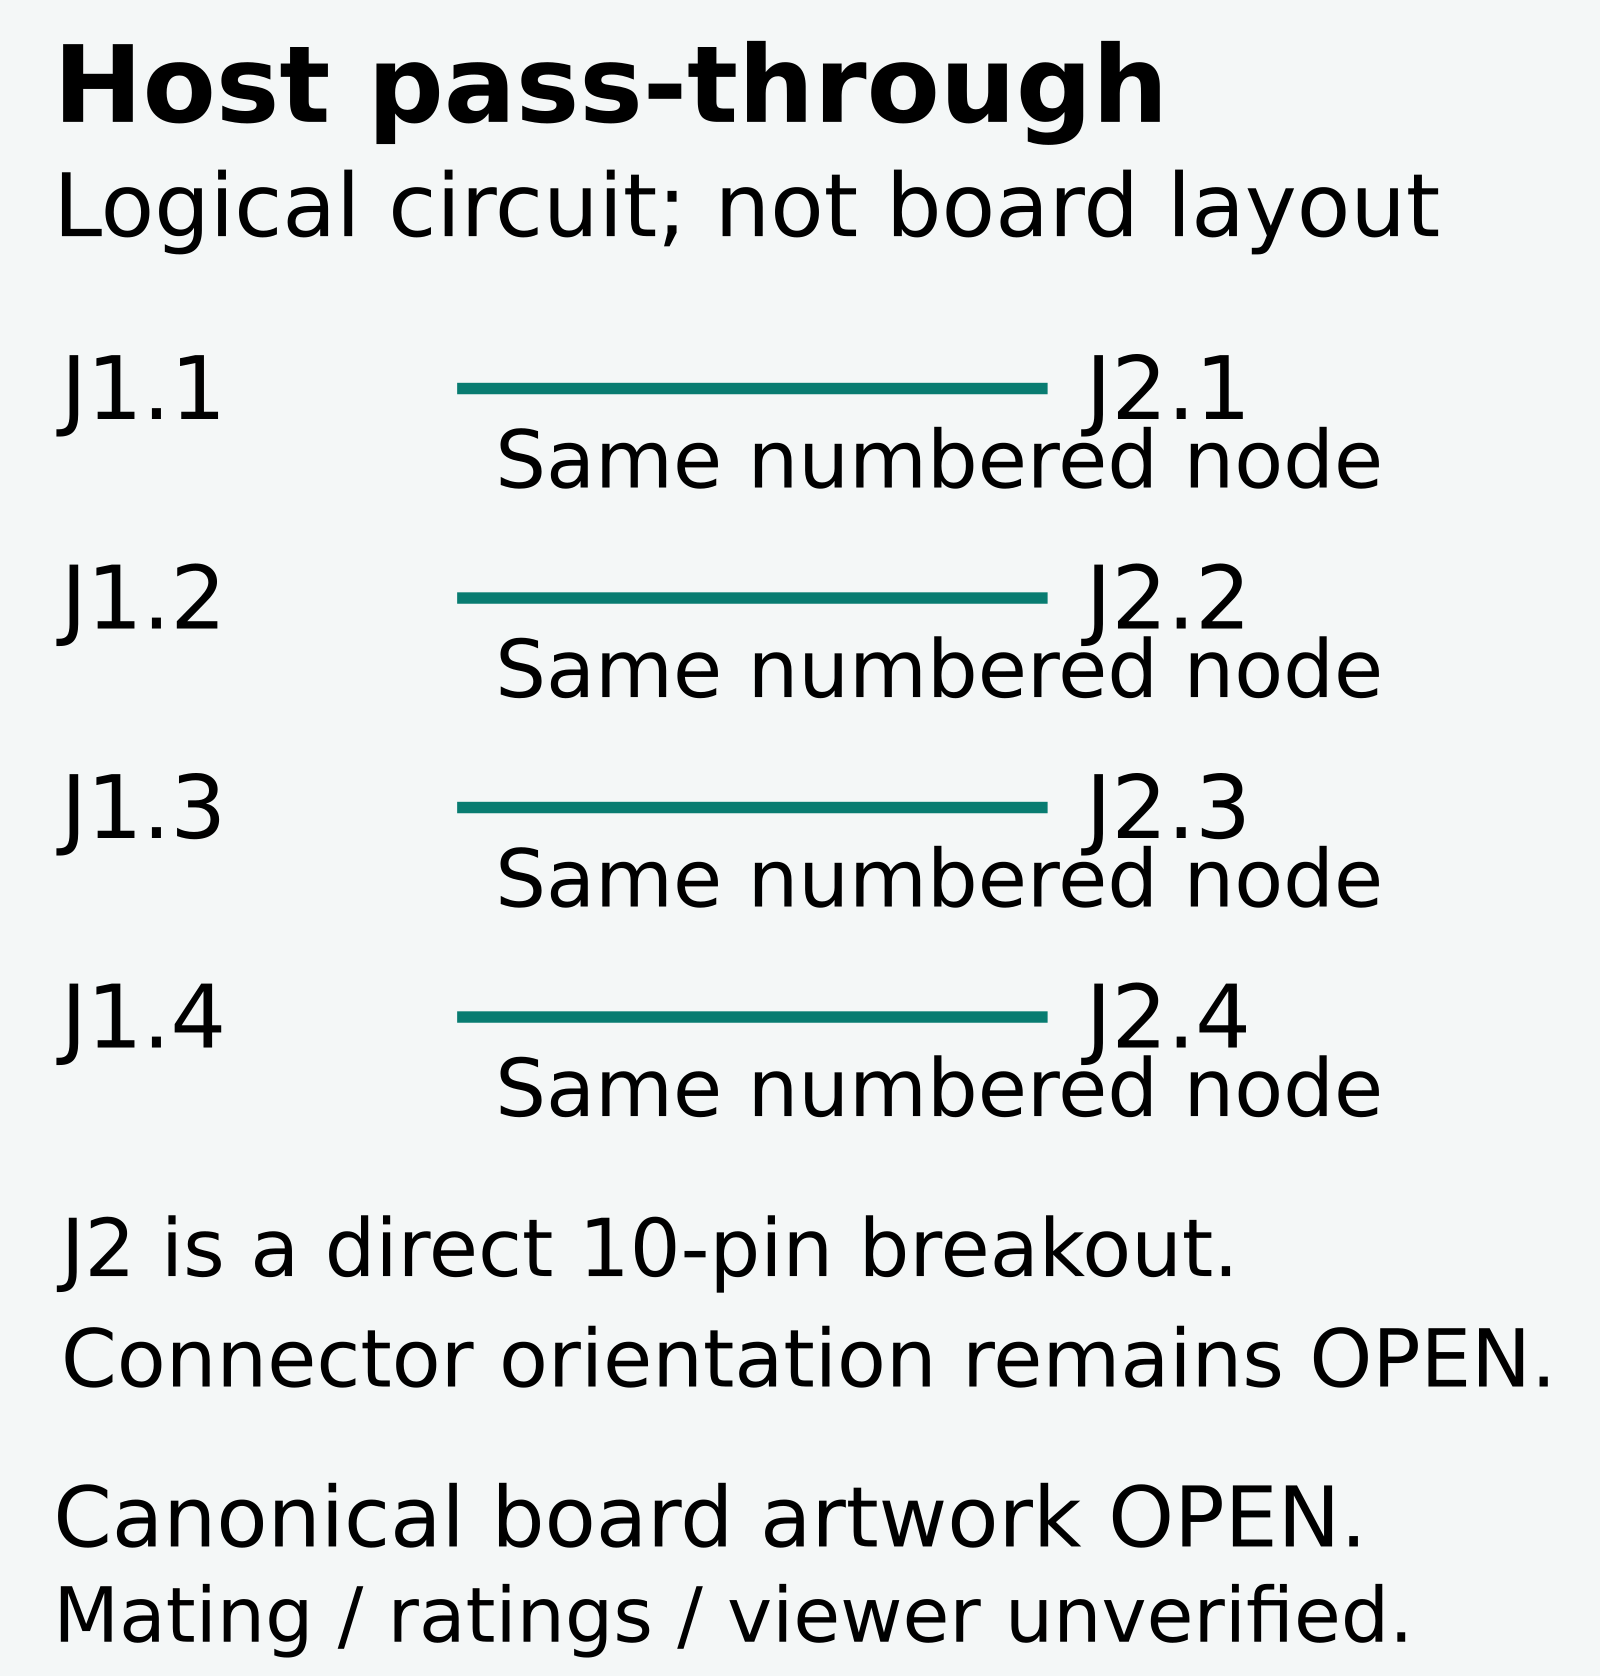 Host pass-through
Logical circuit; not board layout
J1.1 J2.1
Same numbered node
J1.2 J2.2
Same numbered node
J1.3 J2.3
Same numbered node
J1.4 J2.4
Same numbered node
J2 is a direct 10-pin breakout.
Connector orientation remains OPEN.
Canonical board artwork OPEN.
Mating / ratings / viewer unverified.